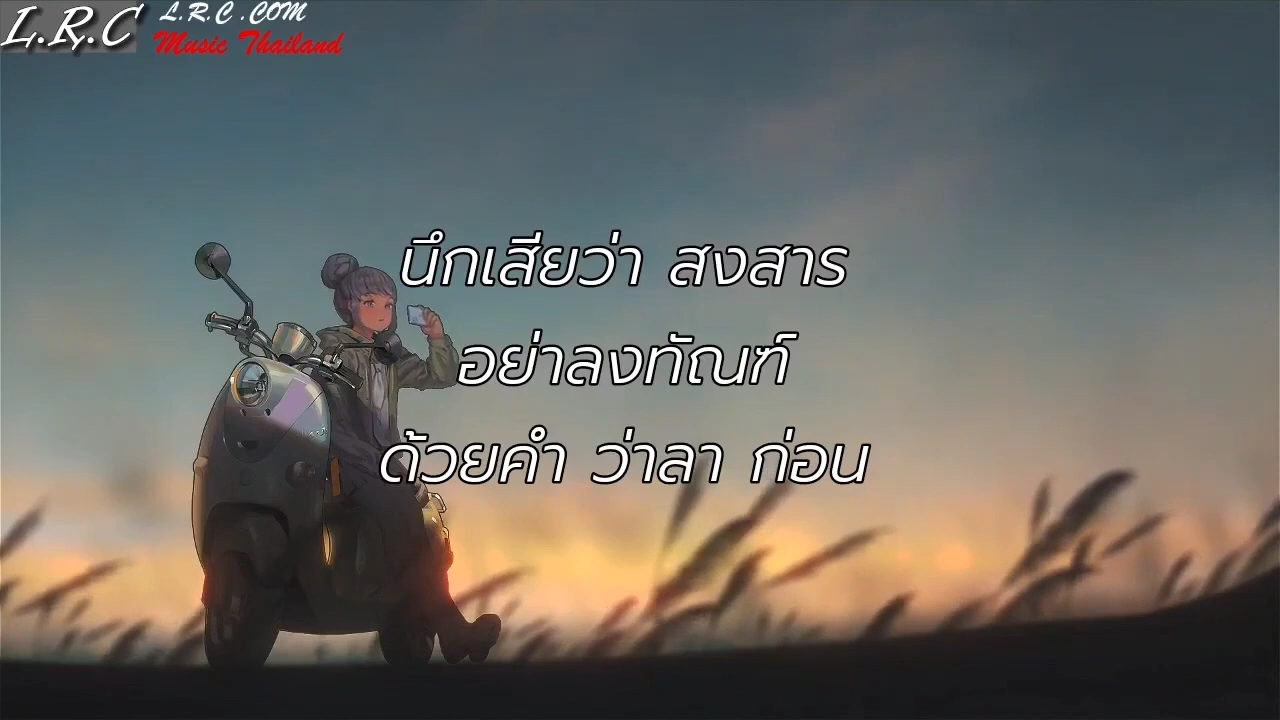 L.R.C
L.R.C .COM
Music Thailand
นึกเสียว่า สงสาร
อย่าลงทัณฑ์
ด้วยคำ ว่าลา ก่อน